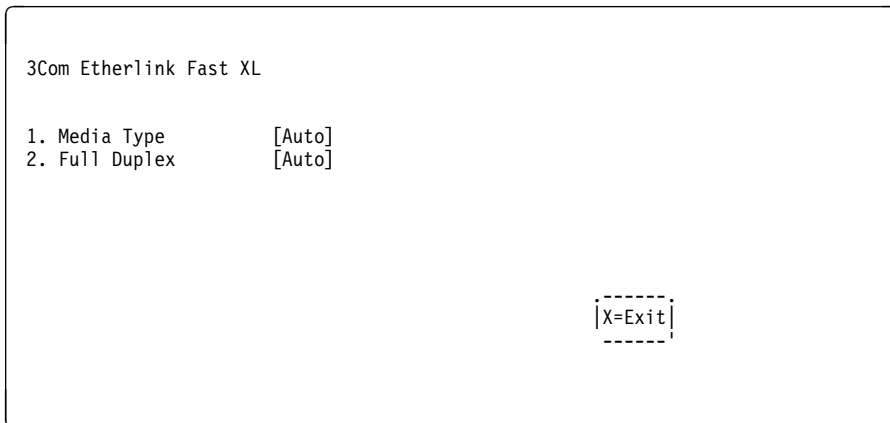 3Com Etherlink Fast XL
1. Media Type [Auto]
2. Full Duplex [Auto]
X=Exit